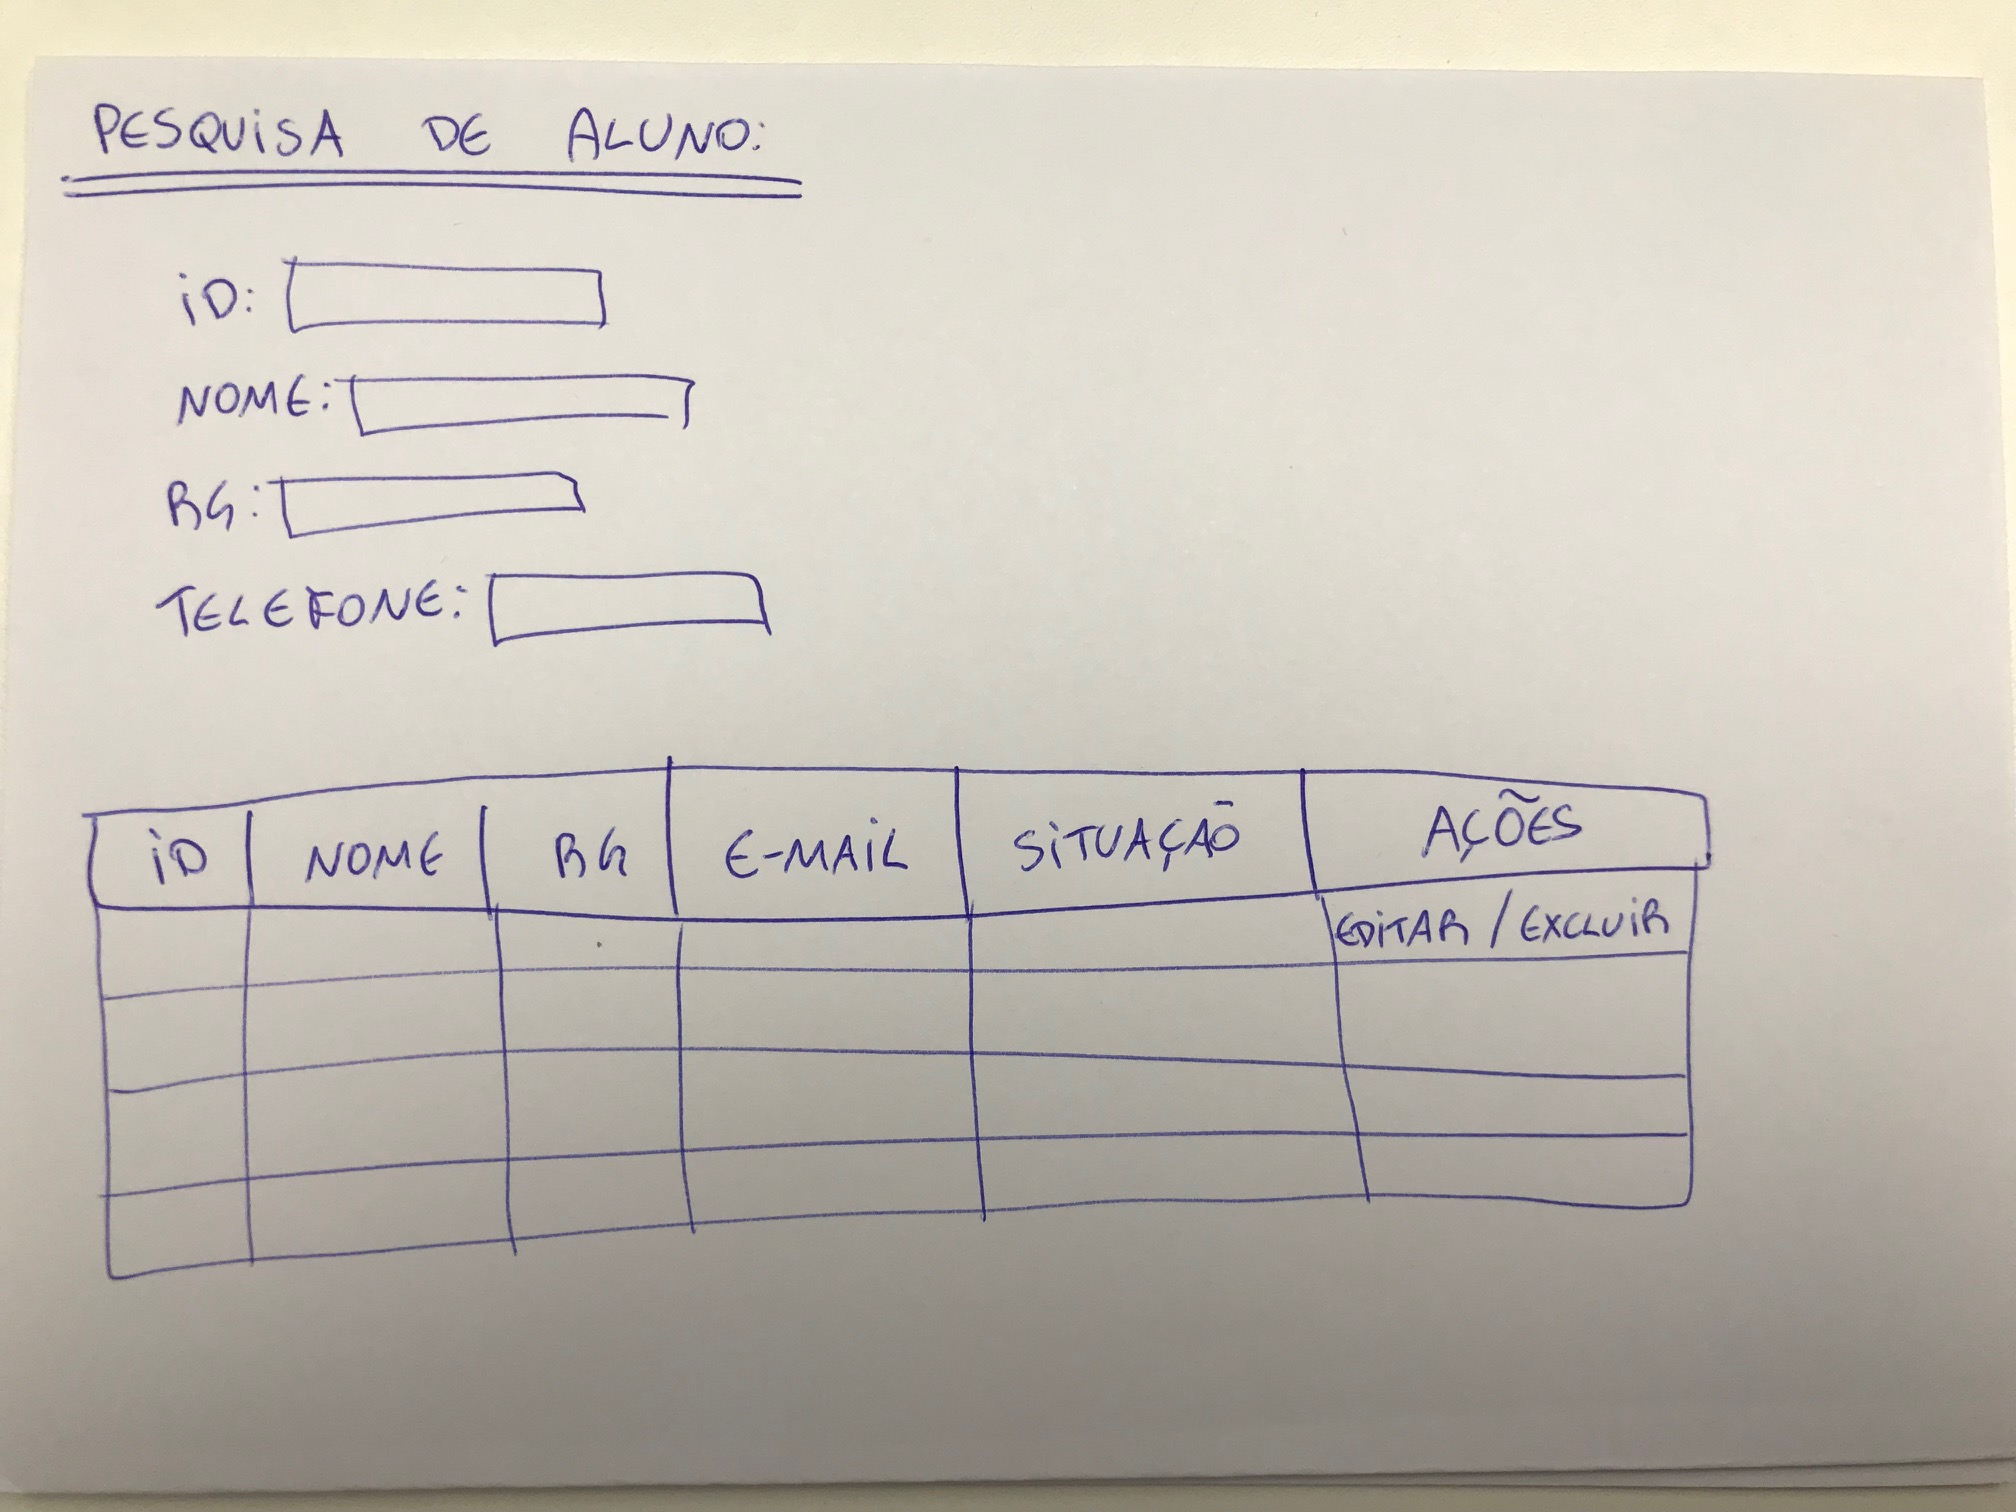 PESQUISA DE ALUNO:
ID:
NOME:
RG:
TELEFONE:
ID NOME RG E-MAIL SITUAÇÃO AÇÕES
EDITAR / EXCLUIR